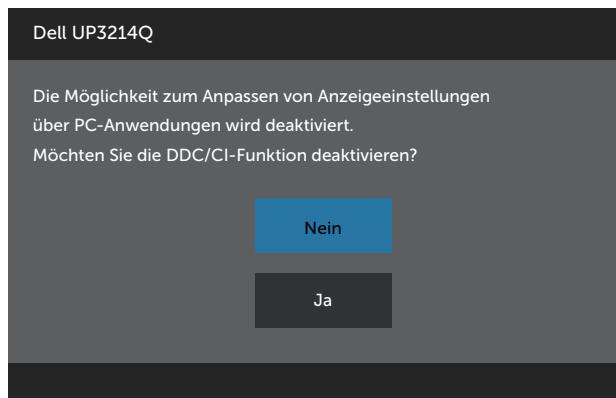 Dell UP3214Q
Die Möglichkeit zum Anpassen von Anzeigeeinstellungen
über PC-Anwendungen wird deaktiviert.
Möchten Sie die DDC/CI-Funktion deaktivieren?
Nein
Ja